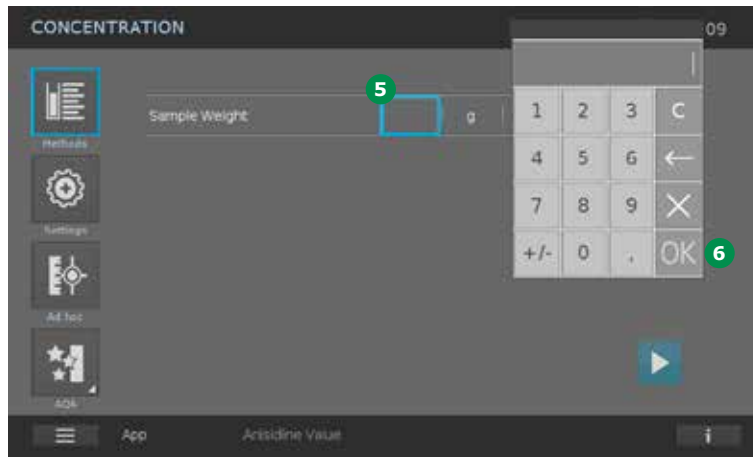 CONCENTRATION
09
5
Sample Weight
g
Methods
Settings
Ad hoc
AQA
1 2 3 C
4 5 6 ←
7 8 9 X
+/- 0 , OK
6
App
Anisidine Value
i